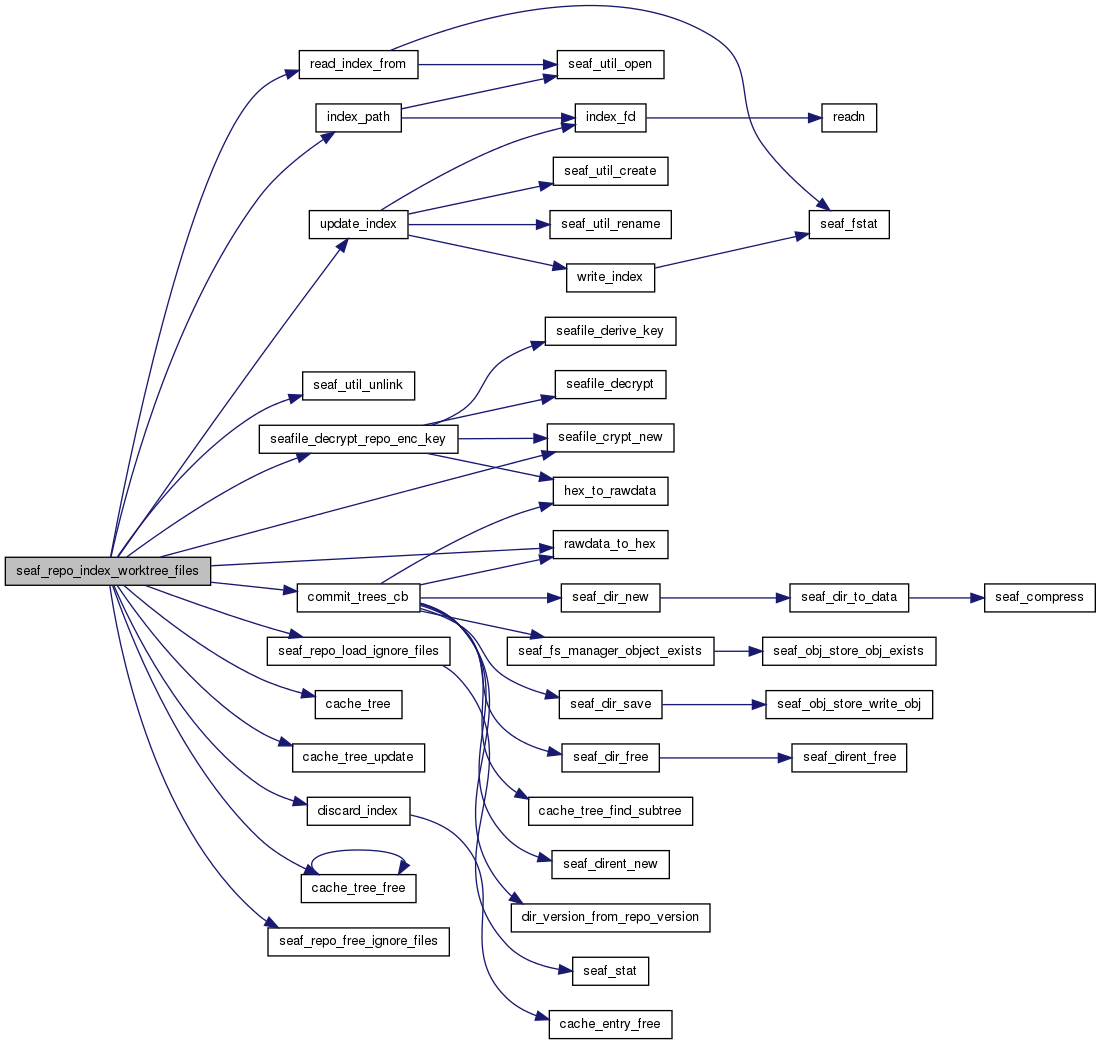 read_index_from
seaf_util_open
index_path
index_fd
readn
seaf_util_create
update_index
seaf_util_rename
seaf_fstat
write_index
seafile_derive_key
seaf_util_unlink
seafile_decrypt
seafile_decrypt_repo_enc_key
seafile_crypt_new
hex_to_rawdata
rawdata_to_hex
seaf_repo_index_worktree_files
commit_trees_cb
seaf_dir_new
seaf_dir_to_data
seaf_compress
seaf_repo_load_ignore_files
seaf_fs_manager_object_exists
seaf_obj_store_obj_exists
cache_tree
seaf_dir_save
seaf_obj_store_write_obj
cache_tree_update
seaf_dir_free
seaf_dirent_free
discard_index
cache_tree_find_subtree
seaf_dirent_new
cache_tree_free
dir_version_from_repo_version
seaf_repo_free_ignore_files
seaf_stat
cache_entry_free